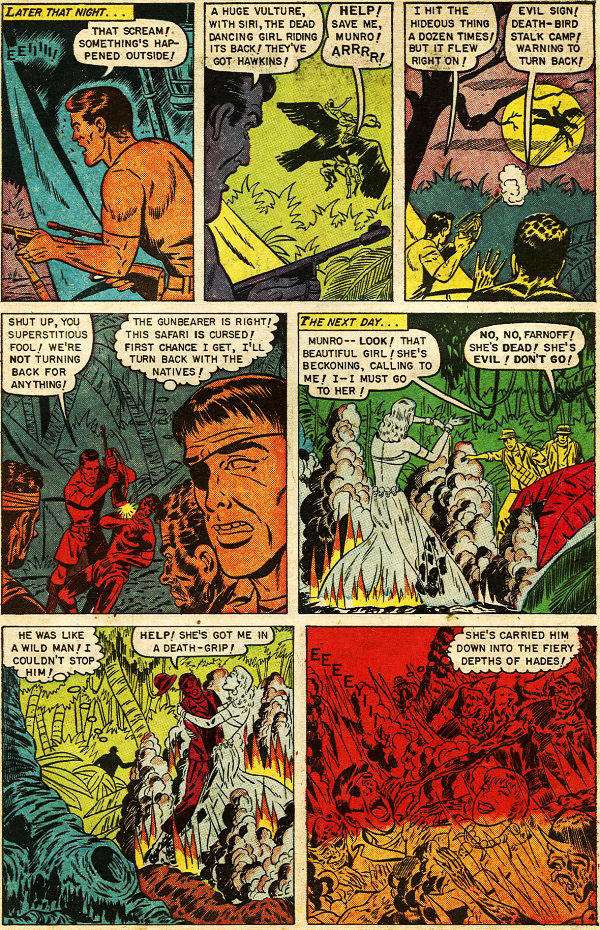 LATER THAT NIGHT...
EEIIIII!
THAT SCREAM!
SOMETHING'S HAP-
PENED OUTSIDE!
A HUGE VULTURE,
WITH SIRI, THE DEAD
DANCING GIRL RIDING
ITS BACK! THEY'VE
GOT HAWKINS!
HELP!
SAVE ME,
MUNRO!
ARRRR!
I HIT THE
HIDEOUS THING
A DOZEN TIMES!
BUT IT FLEW
RIGHT ON!
EVIL SIGN!
DEATH-BIRD
STALK CAMP!
WARNING TO
TURN BACK!
SHUT UP, YOU
SUPERSTITIOUS
FOOL! WE'RE
NOT TURNING
BACK FOR
ANYTHING!
THE GUNBEARER IS RIGHT!
THIS SAFARI IS CURSED!
FIRST CHANCE I GET, I'LL
TURN BACK WITH THE
NATIVES!
THE NEXT DAY...
MUNRO--LOOK! THAT
BEAUTIFUL GIRL! SHE'S
BECKONING, CALLING TO
ME! I--I MUST GO
TO HER!
NO, NO, FARNOFF!
SHE'S DEAD! SHE'S
EVIL! DON'T GO!
HE WAS LIKE
A WILD MAN! I
COULDN'T STOP
HIM!
HELP! SHE'S GOT ME IN
A DEATH-GRIP!
EEEEEIII
SHE'S CARRIED HIM
DOWN INTO THE FIERY
DEPTHS OF HADES!